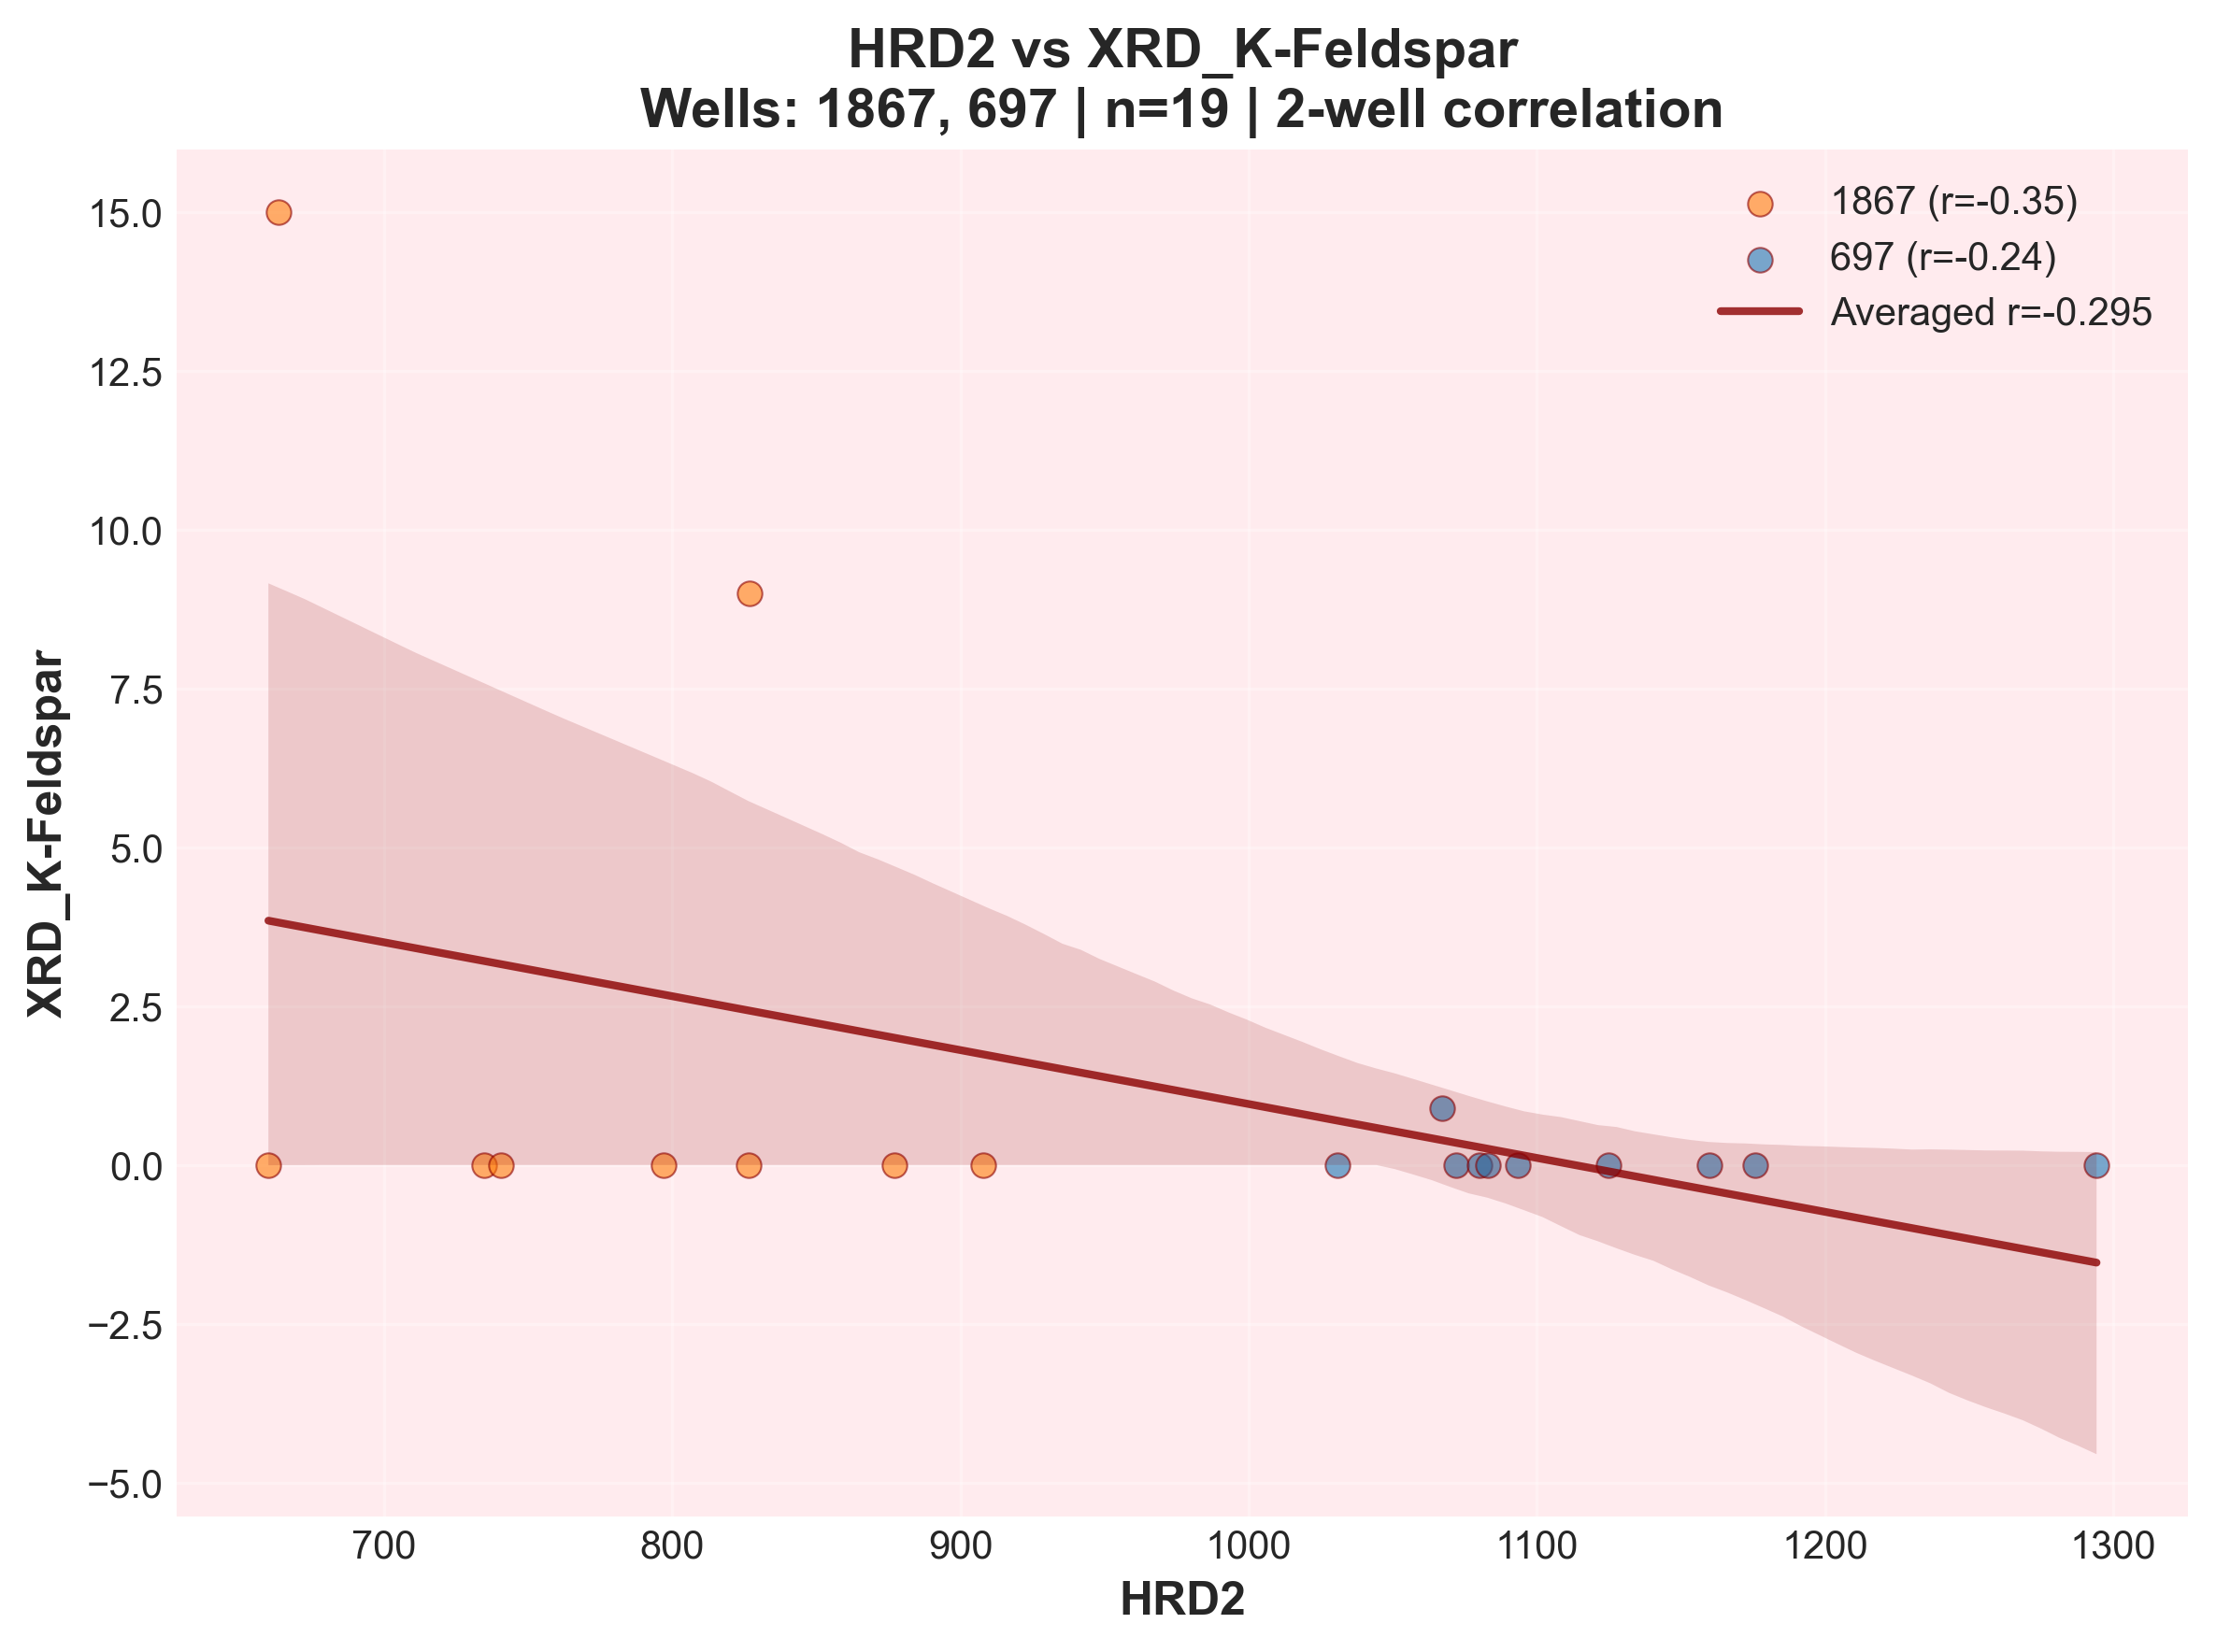 HRD2 vs XRD_K-Feldspar
Wells: 1867, 697 | n=19 | 2-well correlation
1867 (r=-0.35)
697 (r=-0.24)
Averaged r=-0.295
XRD_K-Feldspar
15.0
12.5
10.0
7.5
5.0
2.5
0.0
−2.5
−5.0
700 800 900 1000 1100 1200 1300
HRD2